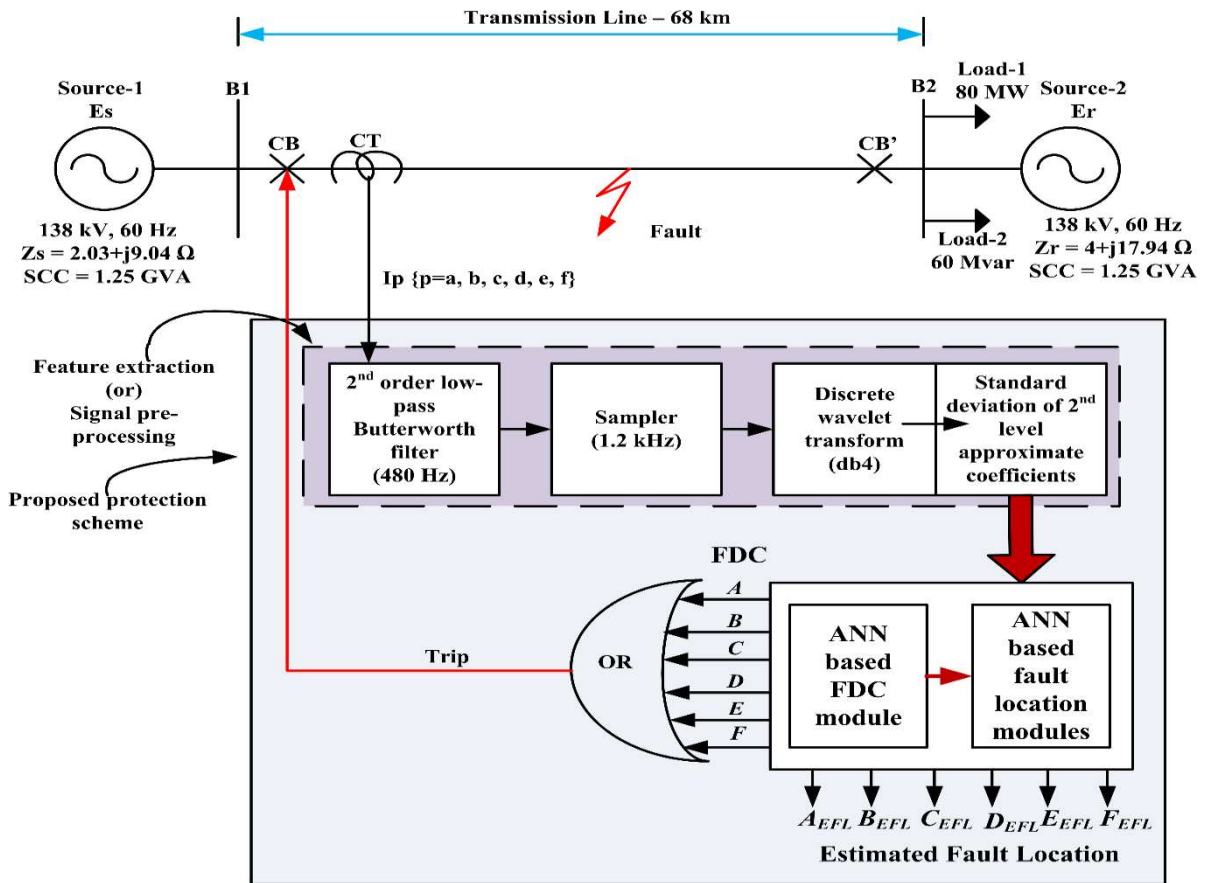 Transmission Line – 68 km
Source-1
Es
B1
CB
CT
CB’
B2
Load-1
80 MW
Source-2
Er
138 kV, 60 Hz
Zs = 2.03+j9.04 Ω
SCC = 1.25 GVA
Fault
Load-2
60 Mvar
138 kV, 60 Hz
Zr = 4+j17.94 Ω
SCC = 1.25 GVA
Ip {p=a, b, c, d, e, f}
Feature extraction
(or)
Signal pre-
processing
Proposed protection
scheme
2nd order low-
pass
Butterworth
filter
(480 Hz)
Sampler
(1.2 kHz)
Discrete
wavelet
transform
(db4)
Standard
deviation of 2nd
level
approximate
coefficients
FDC
A
B
C
D
E
F
OR
Trip
ANN
based
FDC
module
ANN
based
fault
location
modules
AEFL BEFL CEFL DEFL EEFL FEFL
Estimated Fault Location